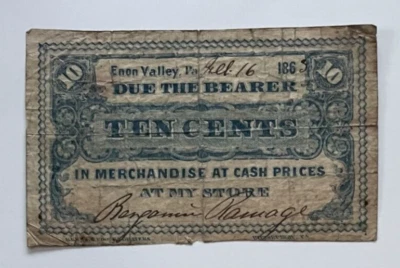 Enon Valley, Pa Feb. 16 1863
10 10
DUE THE BEARER
TEN CENTS
IN MERCHANDISE AT CASH PRICES
AT MY STORE
Benjamin Ramage